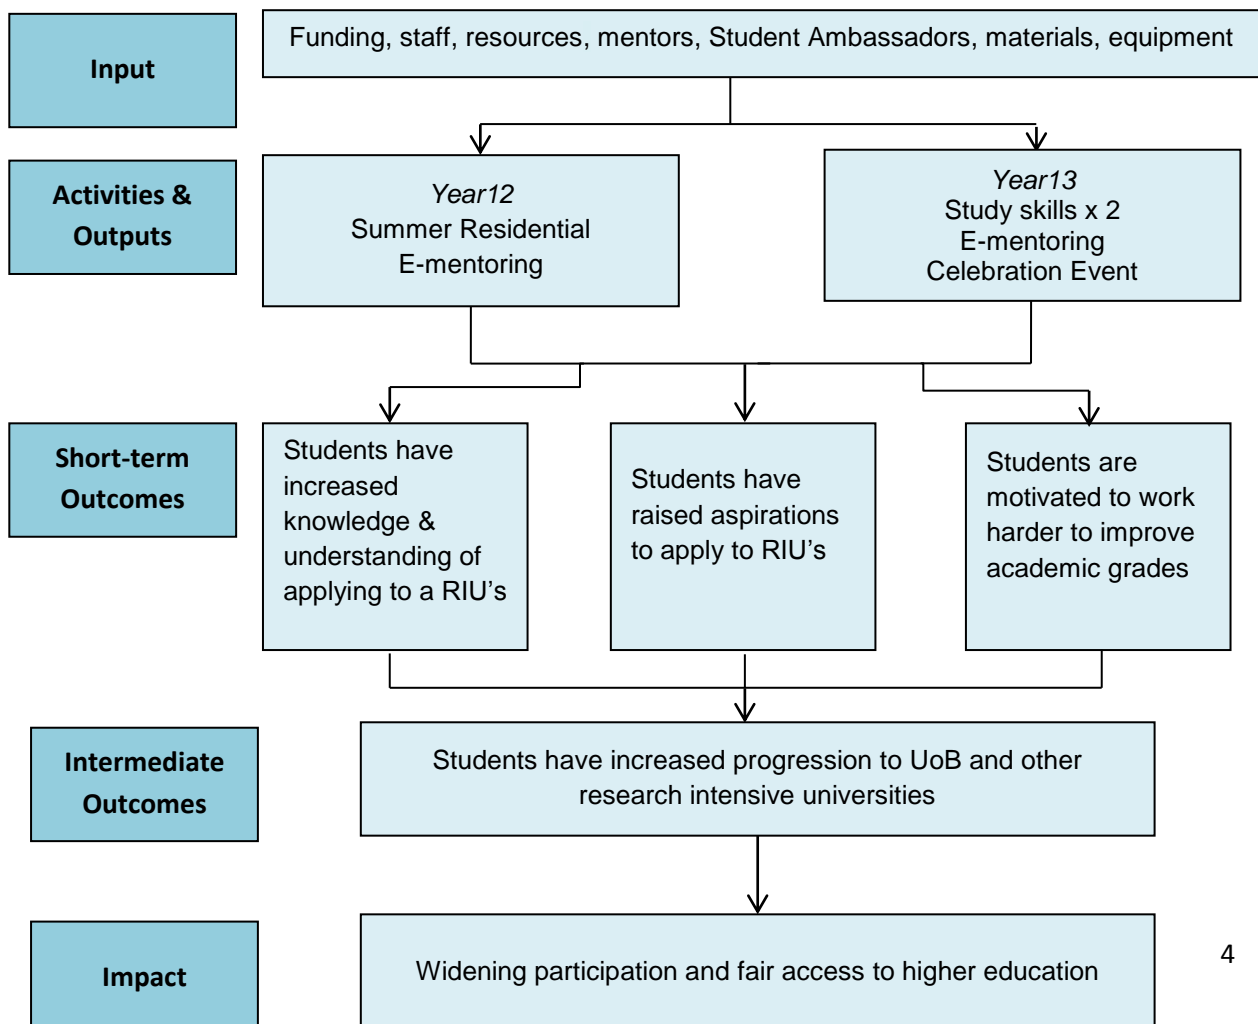 Input
Funding, staff, resources, mentors, Student Ambassadors, materials, equipment
Activities &
Outputs
Year12
Summer Residential
E-mentoring
Year13
Study skills x 2
E-mentoring
Celebration Event
Short-term
Outcomes
Students have
increased
knowledge &
understanding of
applying to a RIU’s
Students have
raised aspirations
to apply to RIU’s
Students are
motivated to work
harder to improve
academic grades
Intermediate
Outcomes
Students have increased progression to UoB and other
research intensive universities
Impact
Widening participation and fair access to higher education
4